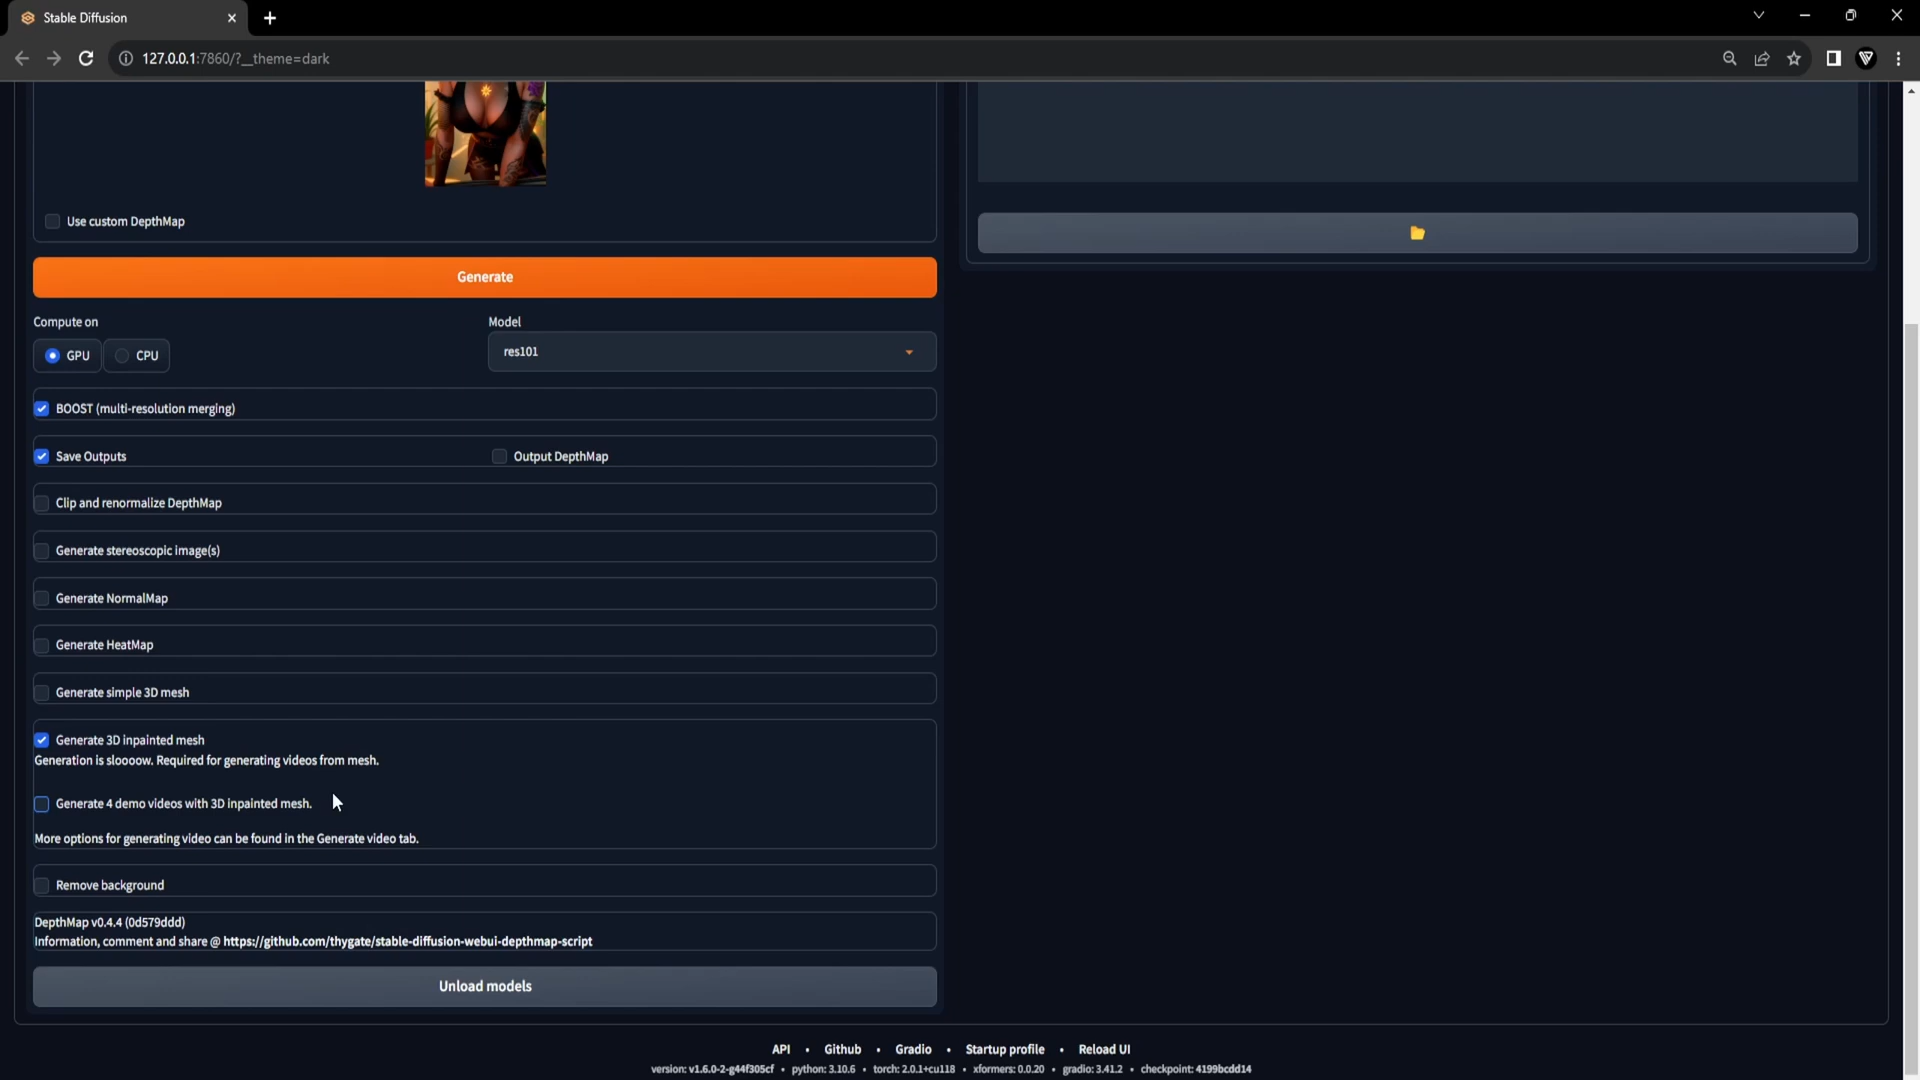 Stable Diffusion
127.0.0.1:7860/?__theme=dark
Use custom DepthMap
Generate
Compute on
Model
GPU
CPU
res101
BOOST (multi-resolution merging)
Save Outputs
Output DepthMap
Clip and renormalize DepthMap
Generate stereoscopic image(s)
Generate NormalMap
Generate HeatMap
Generate simple 3D mesh
Generate 3D inpainted mesh
Generation is sloooow. Required for generating videos from mesh.
Generate 4 demo videos with 3D inpainted mesh.
More options for generating video can be found in the Generate video tab.
Remove background
DepthMap v0.4.4 (0d579ddd)
Information, comment and share @ https://github.com/thygate/stable-diffusion-webui-depthmap-script
Unload models
API • Github • Gradio • Startup profile • Reload UI
version: v1.6.0-2-g44f305cf • python: 3.10.6 • torch: 2.0.1+cu118 • xformers: 0.0.20 • gradio: 3.41.2 • checkpoint: 4199bcdd14